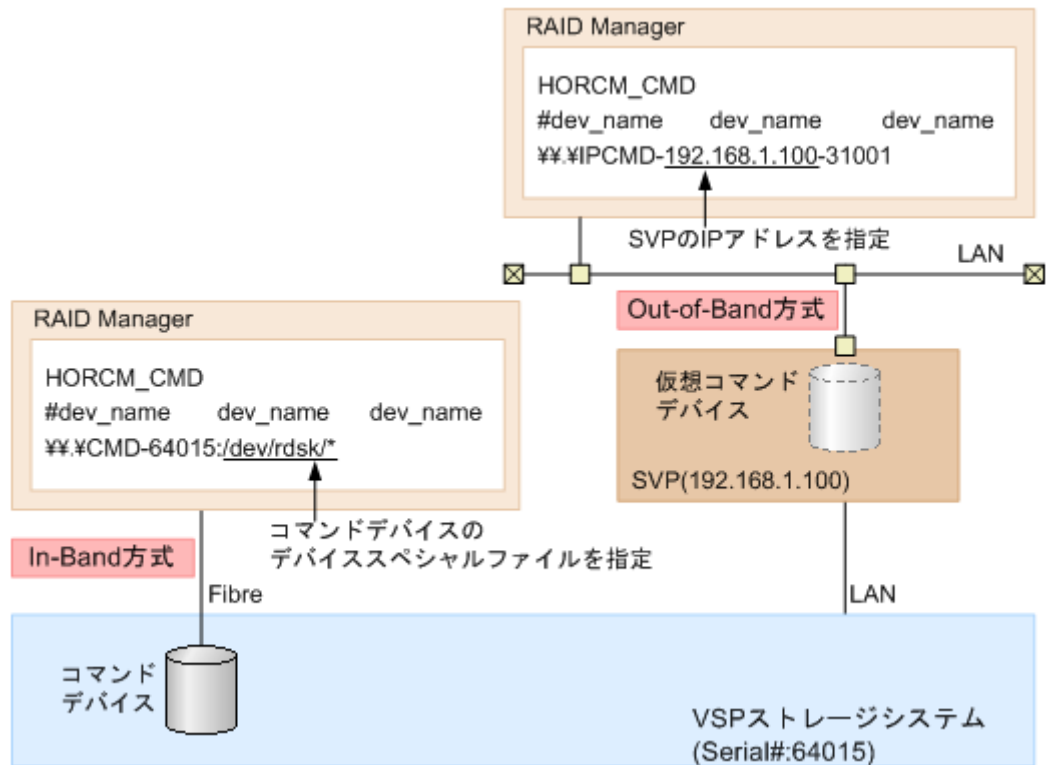 RAID Manager
HORCM_CMD
#dev_name dev_name dev_name
¥¥.¥IPCMD-192.168.1.100-31001
SVPのIPアドレスを指定
LAN
Out-of-Band方式
仮想コマンド
デバイス
SVP(192.168.1.100)
LAN
RAID Manager
HORCM_CMD
#dev_name dev_name dev_name
¥¥.¥CMD-64015:/dev/rdsk/*
コマンドデバイスの
デバイススペシャルファイルを指定
In-Band方式
Fibre
コマンド
デバイス
VSPストレージシステム
(Serial#:64015)